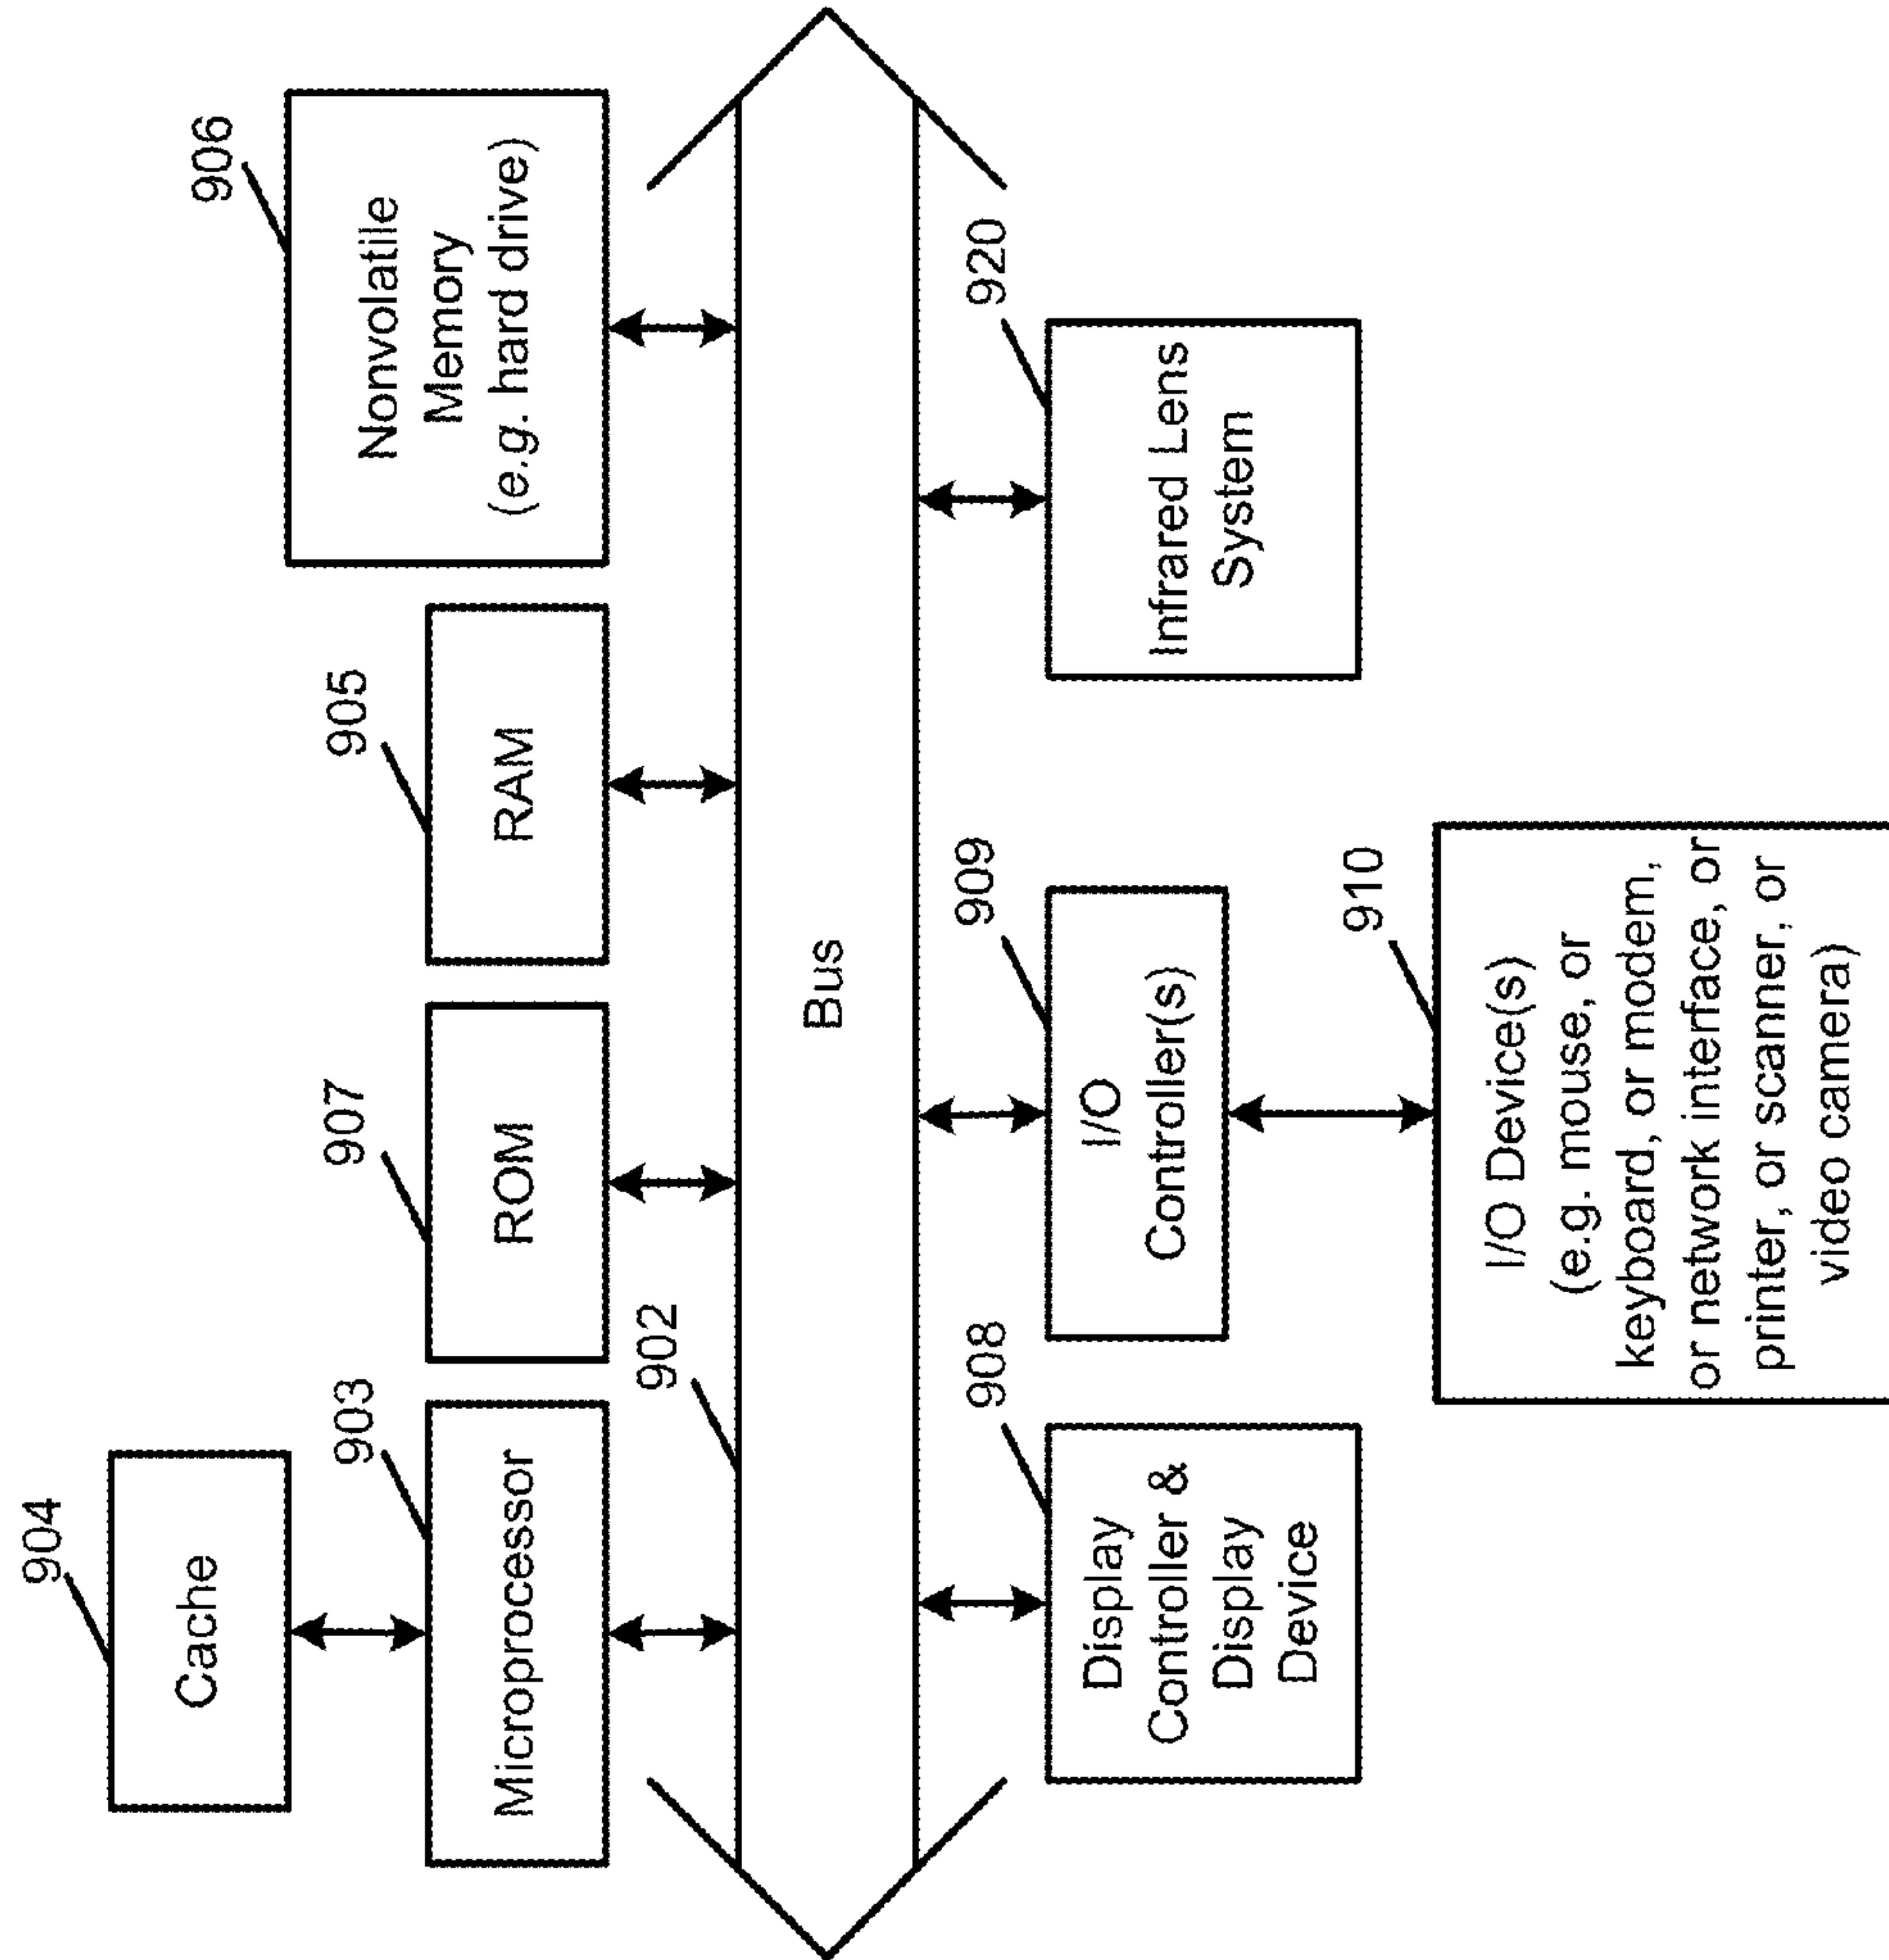 904
Cache
903
Microprocessor
907
ROM
905
RAM
906
Nonvolatile
Memory
(e.g. hard drive)
902
Bus
908
Display
Controller &
Display
Device
909
I/O
Controller(s)
920
Infrared Lens
System
910
I/O Device(s)
(e.g. mouse, or
keyboard, or modem,
or network interface, or
printer, or scanner, or
video camera)